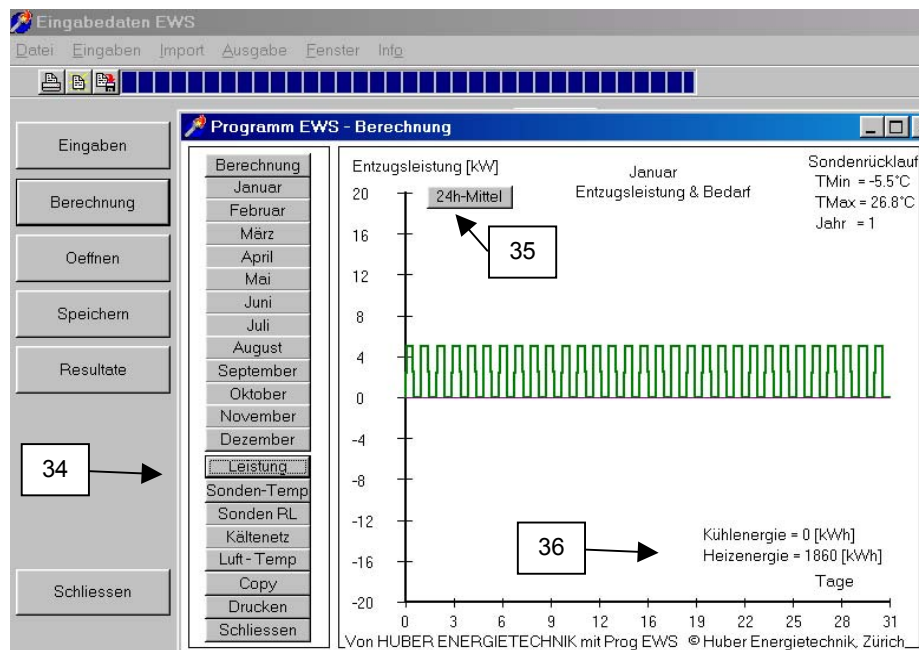 Eingabedaten EWS
Datei Eingaben Import Ausgabe Fenster Info
Programm EWS - Berechnung
Eingaben
Berechnung
Oeffnen
Speichern
Resultate
34
Schliessen
Berechnung
Januar
Februar
März
April
Mai
Juni
Juli
August
September
Oktober
November
Dezember
Leistung
Sonden-Temp
Sonden RL
Kältenetz
Luft - Temp
Copy
Drucken
Schliessen
Entzugsleistung [kW]
24h-Mittel
Januar
Entzugsleistung & Bedarf
Sondenrücklauf
TMin = -5.5°C
TMax = 26.8°C
Jahr = 1
35
20
16
12
8
4
0
-4
-8
-12
-16
-20
36
Kühlenergie = 0 [kWh]
Heizenergie = 1860 [kWh]
Tage
0 3 6 9 12 16 19 22 25 28 31
Von HUBER ENERGIETECHNIK mit Prog EWS © Huber Energietechnik, Zürich